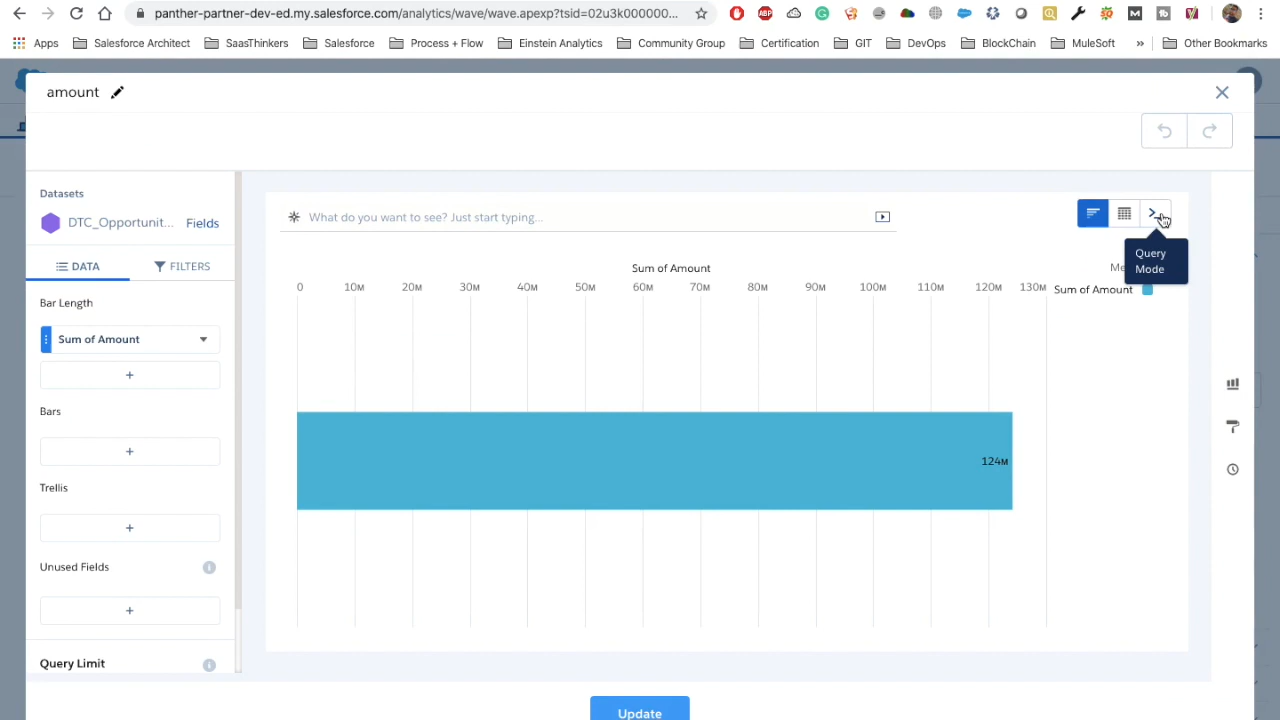 panther-partner-dev-ed.my.salesforce.com/analytics/wave/wave.apexp?tsid=02u3k000000...
Apps Salesforce Architect SaasThinkers Salesforce Process + Flow Einstein Analytics Community Group Certification GIT DevOps BlockChain MuleSoft » Other Bookmarks
amount
Datasets
DTC_Opportunit... Fields
What do you want to see? Just start typing...
DATA FILTERS
Query
Mode
Sum of Amount
Me
0 10M 20M 30M 40M 50M 60M 70M 80M 90M 100M 110M 120M 130M
Sum of Amount
Bar Length
Sum of Amount
+
Bars
+
124M
Trellis
+
Unused Fields
+
Query Limit
Update